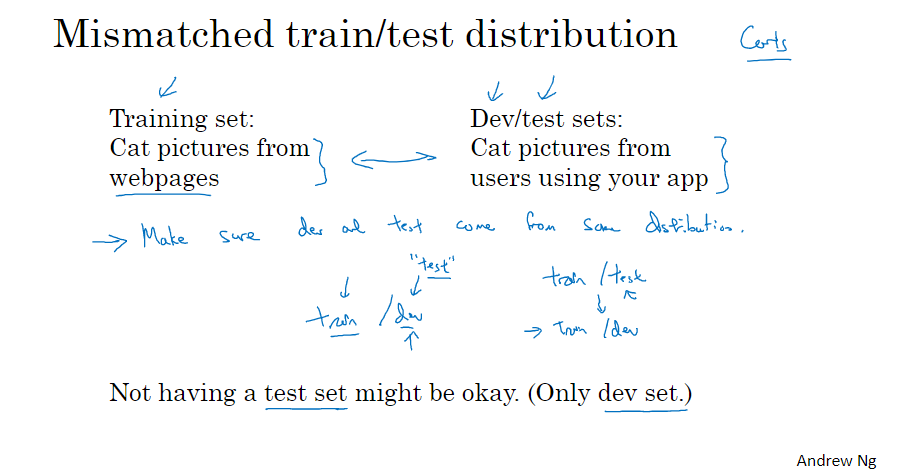 Mismatched train/test distribution
Cats
Training set:
Cat pictures from
webpages
Dev/test sets:
Cat pictures from
users using your app
→ Make sure dev and test come from same distribution.
"test"
train / dev
train / test
→ train / dev
Not having a test set might be okay. (Only dev set.)
Andrew Ng